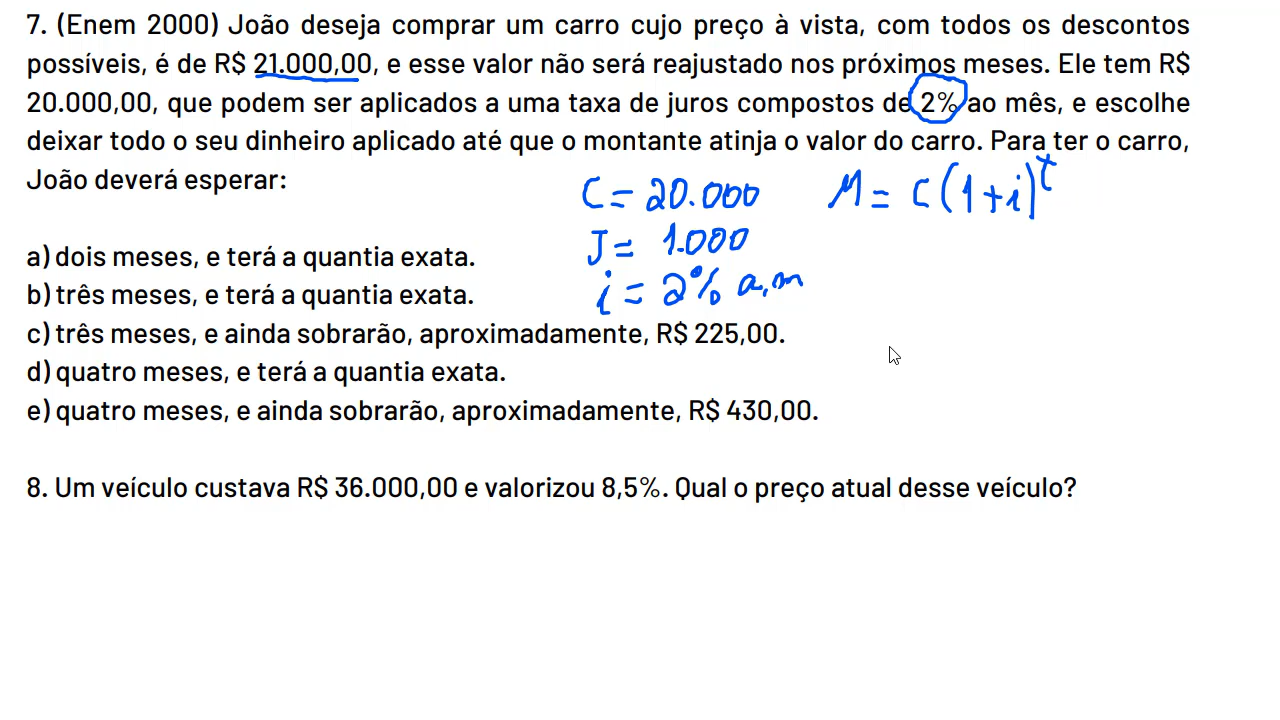 7. (Enem 2000) João deseja comprar um carro cujo preço à vista, com todos os descontos
possíveis, é de R$ 21.000,00, e esse valor não será reajustado nos próximos meses. Ele tem R$
20.000,00, que podem ser aplicados a uma taxa de juros compostos de 2% ao mês, e escolhe
deixar todo o seu dinheiro aplicado até que o montante atinja o valor do carro. Para ter o carro,
João deverá esperar:
C = 20.000 M = C(1+i)^t
J = 1.000
i = 2% a.m
a) dois meses, e terá a quantia exata.
b) três meses, e terá a quantia exata.
c) três meses, e ainda sobrarão, aproximadamente, R$ 225,00.
d) quatro meses, e terá a quantia exata.
e) quatro meses, e ainda sobrarão, aproximadamente, R$ 430,00.
8. Um veículo custava R$ 36.000,00 e valorizou 8,5%. Qual o preço atual desse veículo?